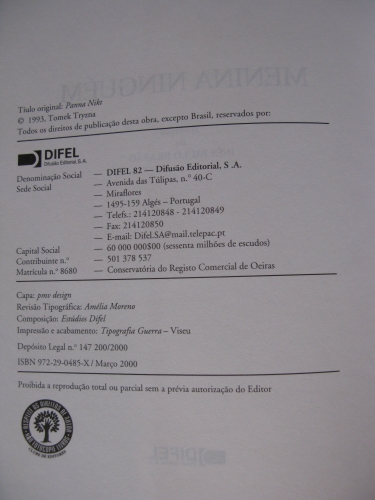 MENINA NINGUÉM
Título original: Panna Nikt
© 1993, Tomek Tryzna
Todos os direitos de publicação desta obra, excepto Brasil, reservados por:
DIFEL
Difusão Editorial, S.A.
Denominação Social — DIFEL 82 — Difusão Editorial, S .A.
Sede Social — Avenida das Túlipas, n.º 40-C
— Miraflores
— 1495-159 Algés – Portugal
— Telefs.: 214120848 - 214120849
— Fax: 214120850
— E-mail: Difel.SA@mail.telepac.pt
Capital Social — 60 000 000$00 (sessenta milhões de escudos)
Contribuinte n.º — 501 378 537
Matrícula n.º 8680 — Conservatória do Registo Comercial de Oeiras
Capa: pmv design
Revisão Tipográfica: Amélia Moreno
Composição: Estúdios Difel
Impressão e acabamento: Tipografia Guerra – Viseu
Depósito Legal n.º 147 200/2000
ISBN 972-29-0485-X / Março 2000
Proibida a reprodução total ou parcial sem a prévia autorização do Editor
DIFEL